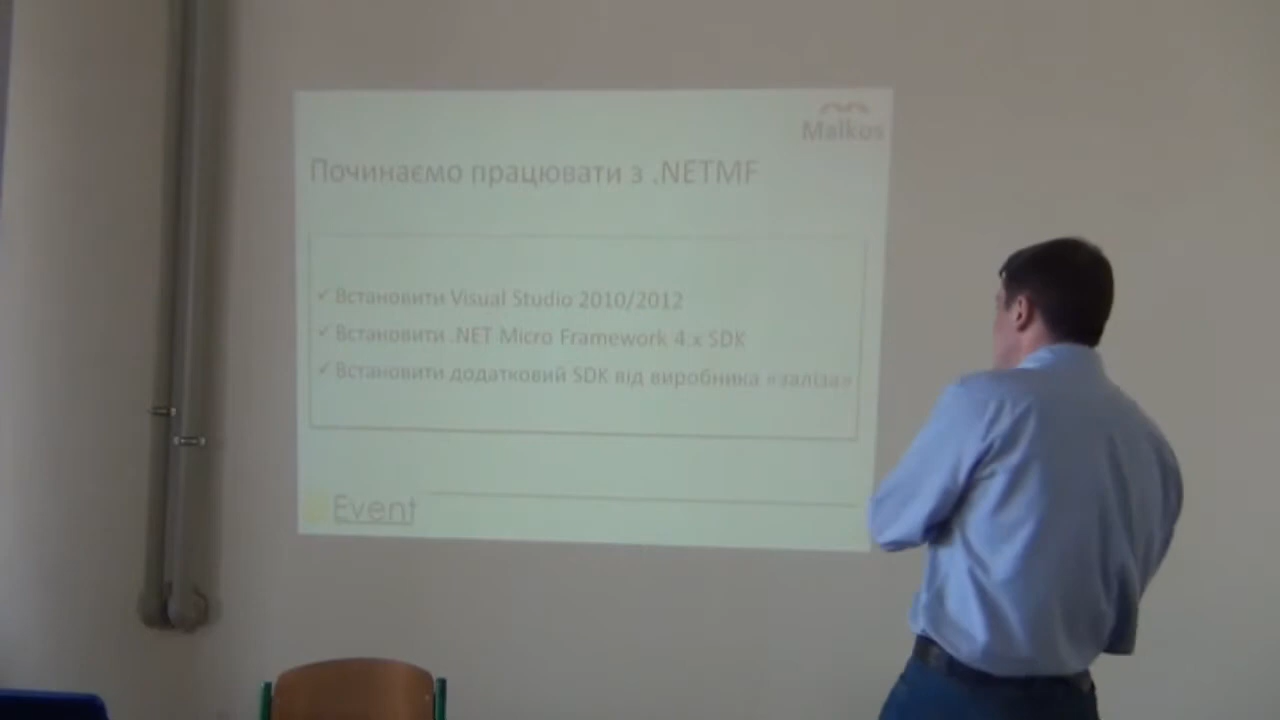 Malkos
Починаємо працювати з .NETMF
✓ Встановити Visual Studio 2010/2012
✓ Встановити .NET Micro Framework 4.x SDK
✓ Встановити додатковий SDK від виробника «заліза»
Event